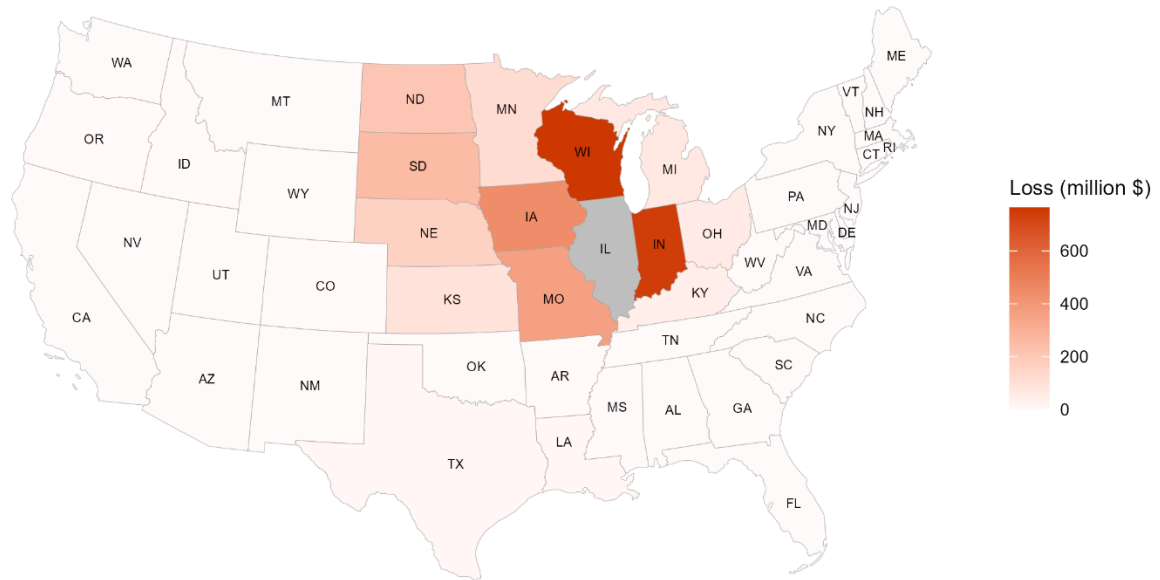 ME
WA
VT
MT
ND
MN
NH
NY
MA
OR
WI
RI
CT
ID
SD
MI
WY
PA
NJ
IA
MD
NE
OH
DE
NV
IL
IN
WV
UT
VA
CO
KS
MO
KY
CA
NC
TN
SC
OK
AR
AZ
NM
MS
AL
GA
LA
TX
FL
Loss (million $)
600
400
200
0